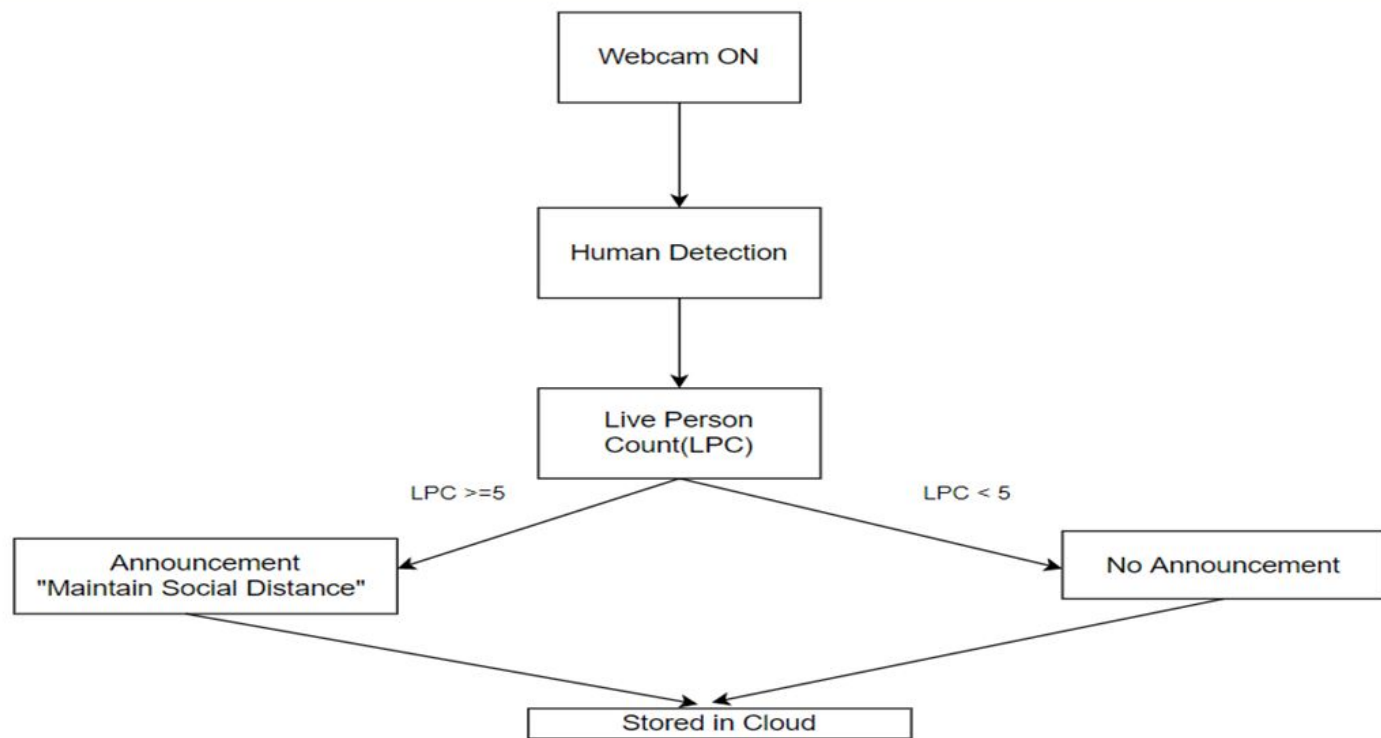 Webcam ON
Human Detection
Live Person
Count(LPC)
LPC >=5
LPC < 5
Announcement
"Maintain Social Distance"
No Announcement
Stored in Cloud